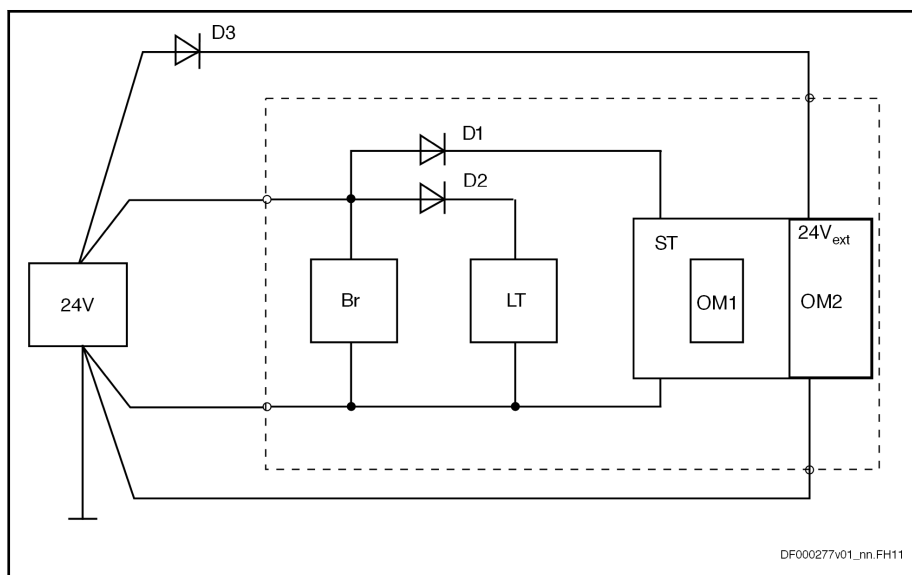 D3
D1
D2
24V
Br
LT
ST
OM1
24Vext
OM2
DF000277v01_nn.FH11